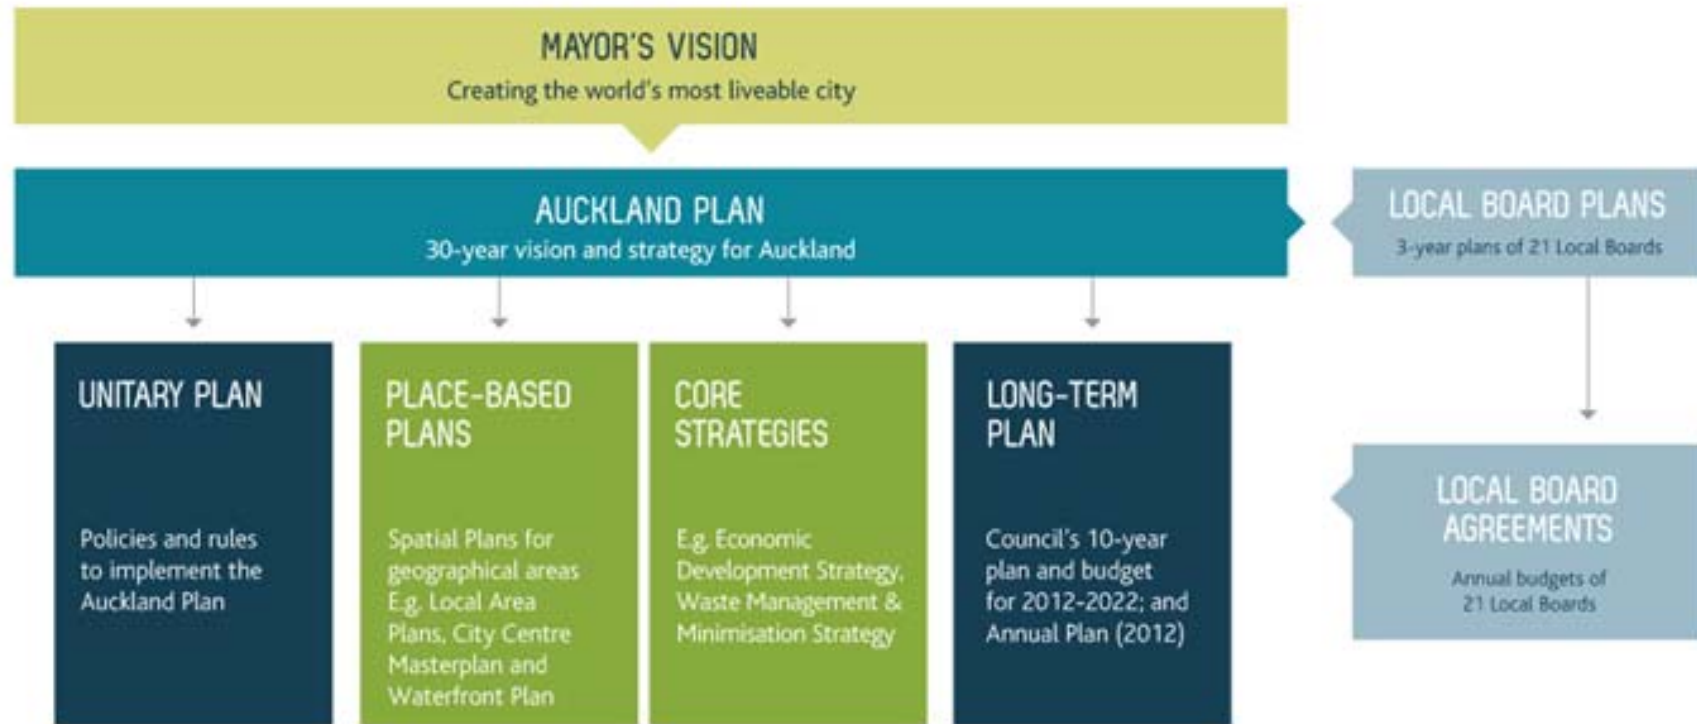 MAYOR'S VISION
Creating the world's most liveable city
AUCKLAND PLAN
30-year vision and strategy for Auckland
LOCAL BOARD PLANS
3-year plans of 21 Local Boards
UNITARY PLAN
Policies and rules
to implement the
Auckland Plan
PLACE-BASED
PLANS
Spatial Plans for
geographical areas
E.g. Local Area
Plans, City Centre
Masterplan and
Waterfront Plan
CORE
STRATEGIES
E.g. Economic
Development Strategy,
Waste Management &
Minimisation Strategy
LONG-TERM
PLAN
Council's 10-year
plan and budget
for 2012-2022; and
Annual Plan (2012)
LOCAL BOARD
AGREEMENTS
Annual budgets of
21 Local Boards